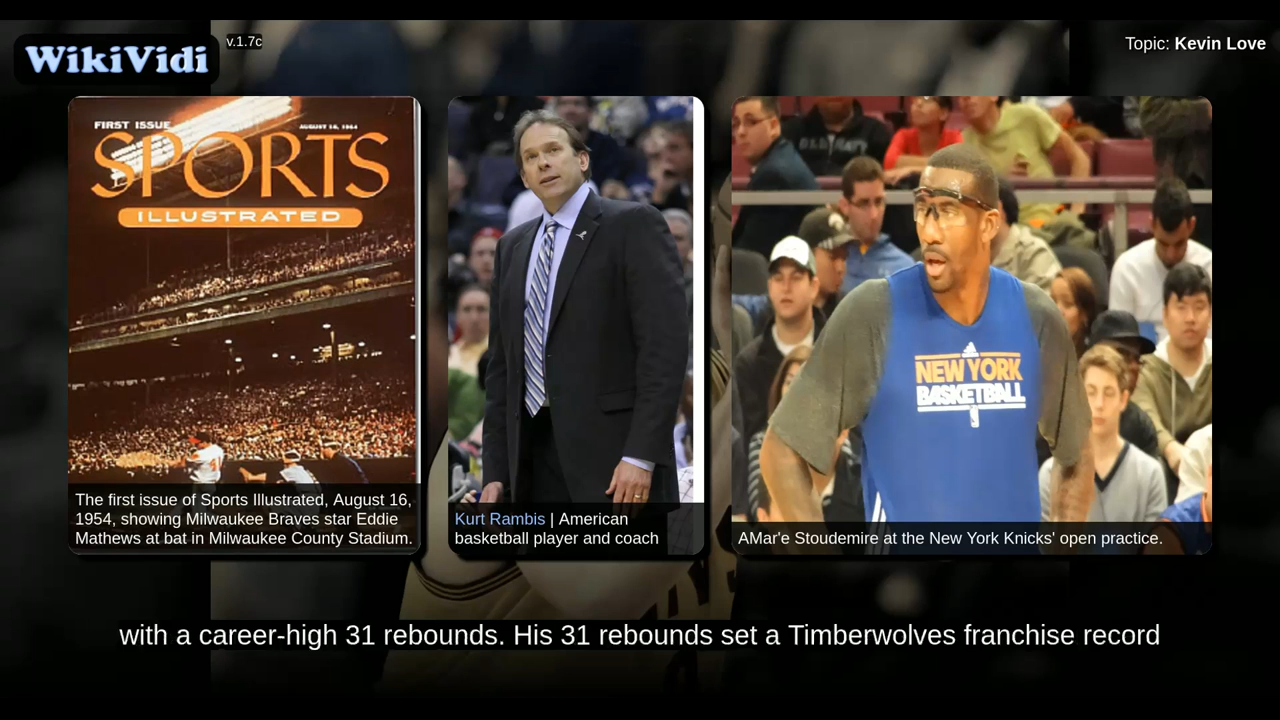 WikiVidi
v.1.7c
Topic: Kevin Love
FIRST ISSUE
AUGUST 16, 1954
SPORTS
ILLUSTRATED
The first issue of Sports Illustrated, August 16,
1954, showing Milwaukee Braves star Eddie
Mathews at bat in Milwaukee County Stadium.
Kurt Rambis | American
basketball player and coach
adidas
NEW YORK
BASKETBALL
AMar'e Stoudemire at the New York Knicks' open practice.
with a career-high 31 rebounds. His 31 rebounds set a Timberwolves franchise record